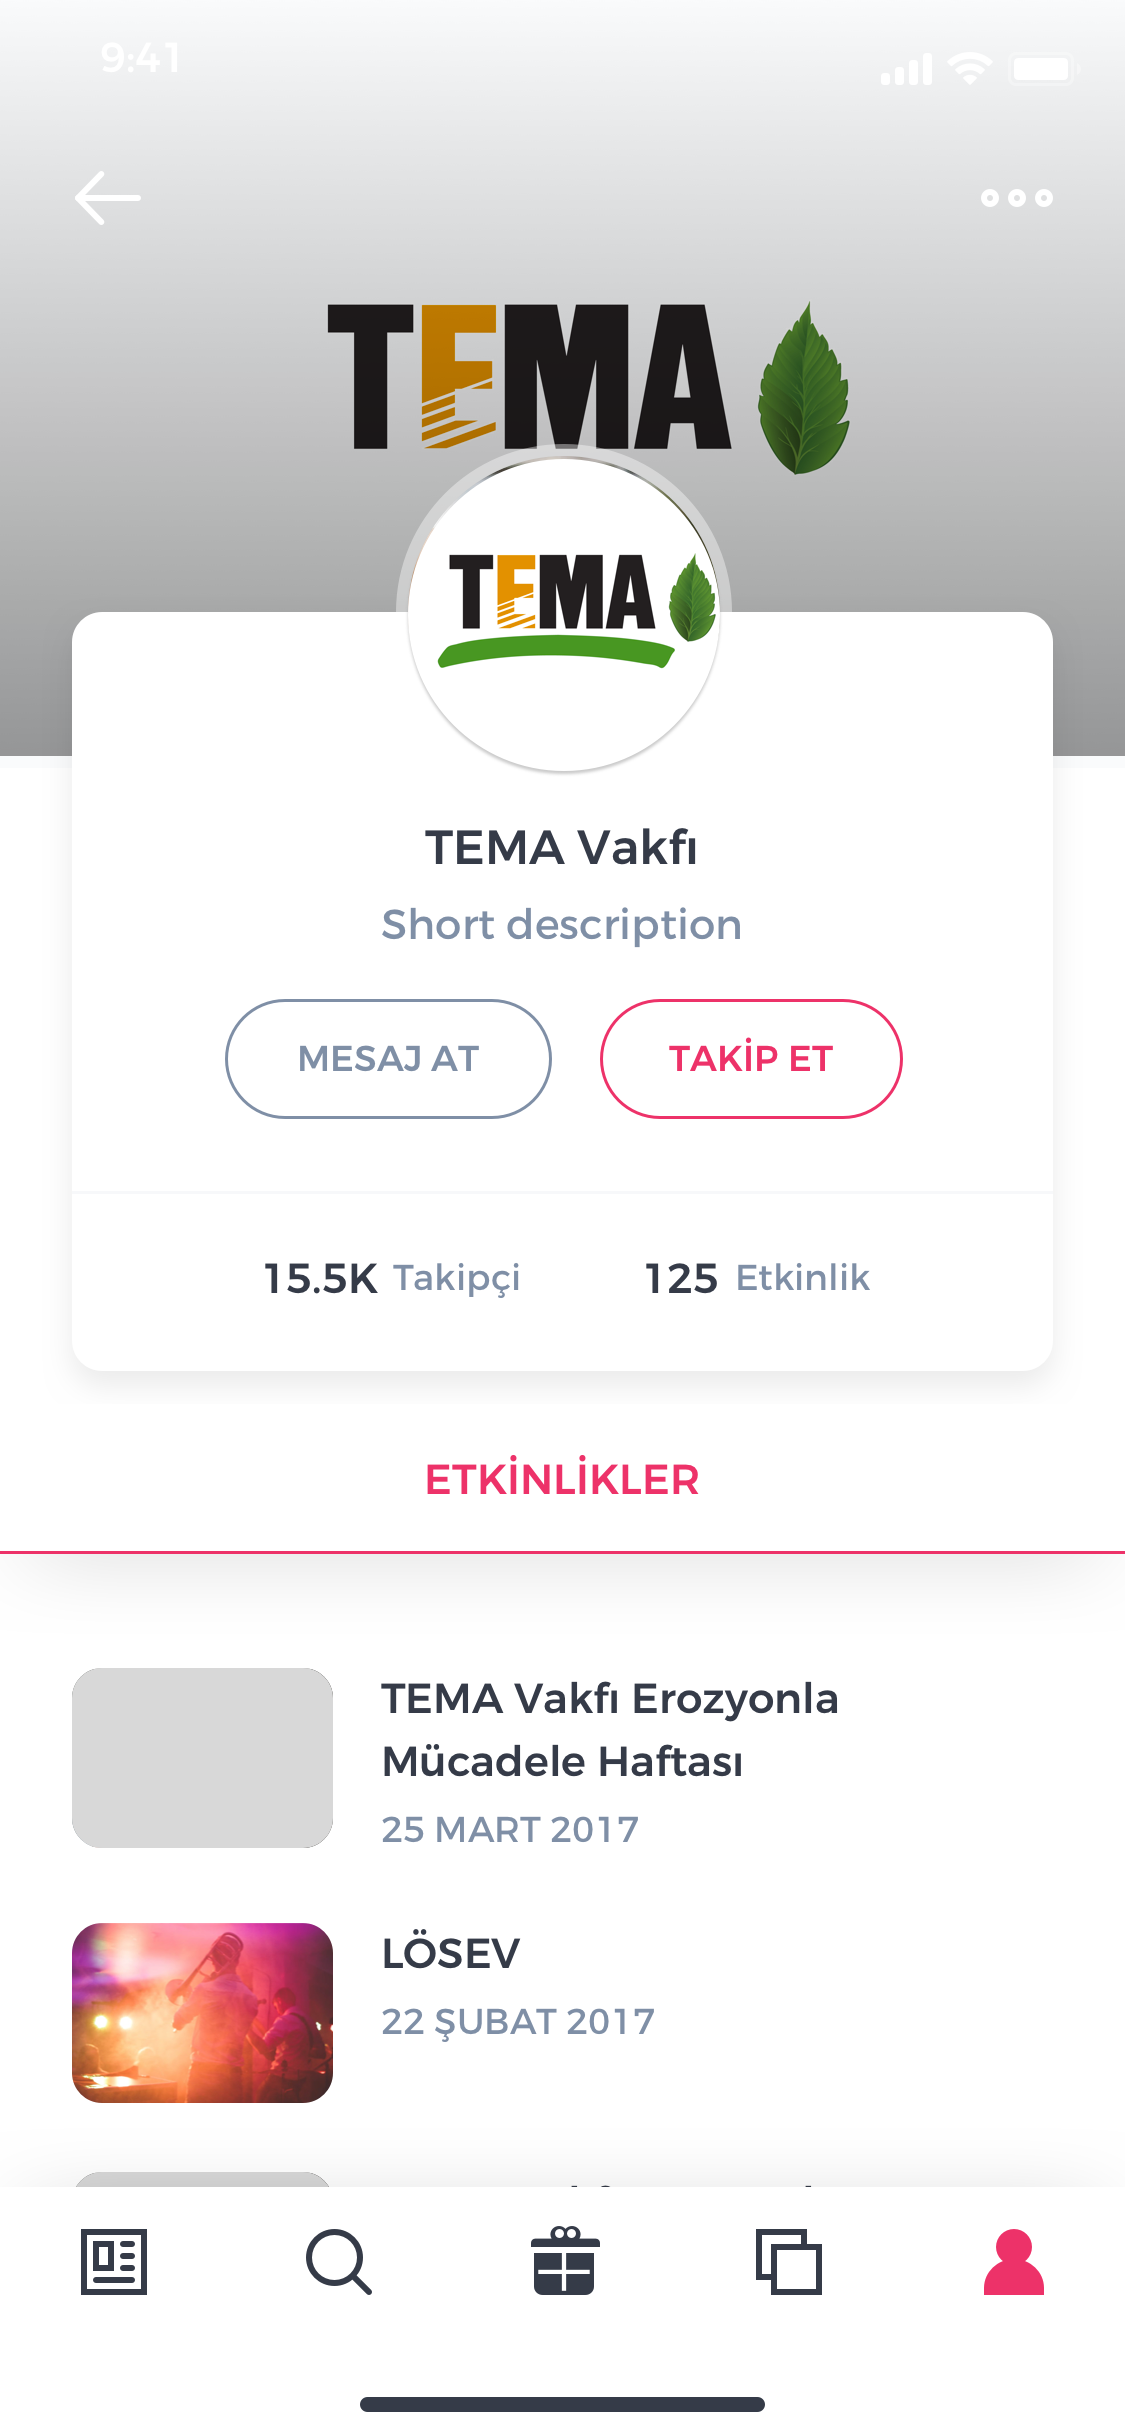 9:41
TEMA
TEMA
TEMA Vakfı
Short description
MESAJ AT
TAKİP ET
15.5K Takipçi
125 Etkinlik
ETKİNLİKLER
TEMA Vakfı Erozyonla
Mücadele Haftası
25 MART 2017
LÖSEV
22 ŞUBAT 2017